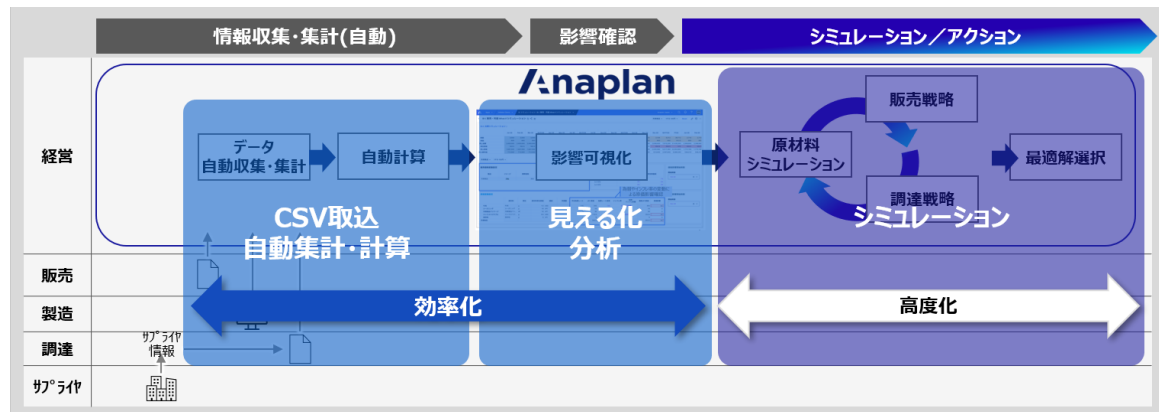 情報収集・集計(自動)
影響確認
シミュレーション／アクション
Anaplan
経営
データ
自動収集・集計
自動計算
影響可視化
原材料
シミュレーション
販売戦略
調達戦略
最適解選択
CSV取込
自動集計・計算
見える化
分析
シミュレーション
販売
製造
調達
ｻﾌﾟﾗｲﾔ
効率化
高度化
ｻﾌﾟﾗｲﾔ
情報